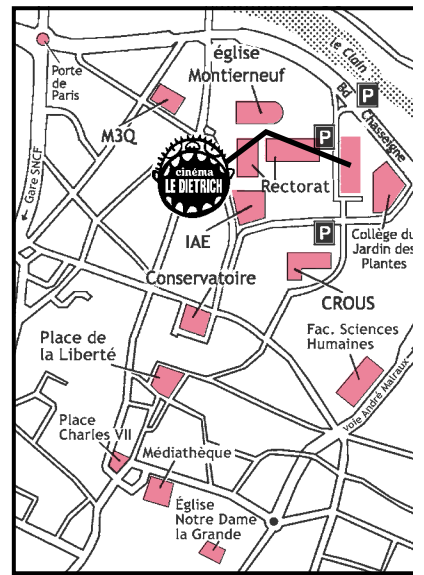 le Clain
Porte
de
Paris
église
Montierneuf
P
Bd
Chasseigne
M3Q
P
cinéma
LE DIETRICH
Rectorat
Gare SNCF
IAE
P
Collège du
Jardin des
Plantes
Conservatoire
CROUS
Fac. Sciences
Humaines
Place de
la Liberté
voie André Malraux
Place
Charles VII
Médiathèque
Église
Notre Dame
la Grande